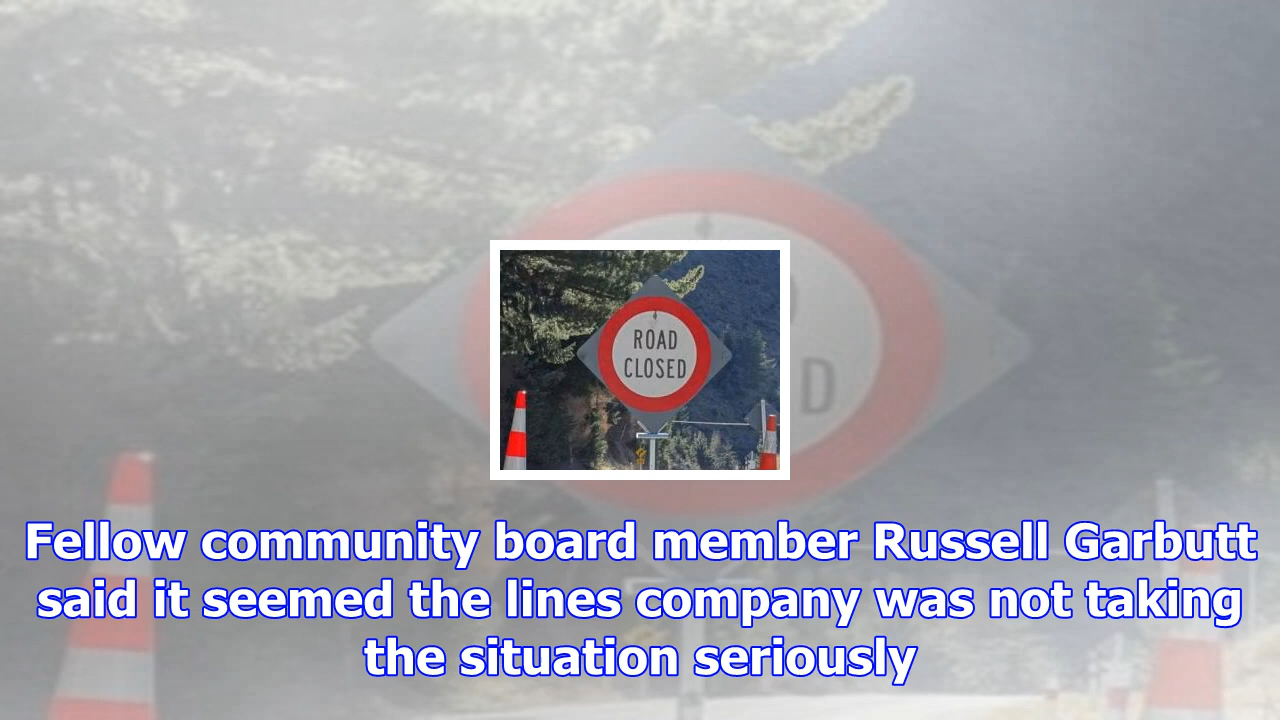 ROAD
CLOSED
D
Fellow community board member Russell Garbutt
said it seemed the lines company was not taking
the situation seriously